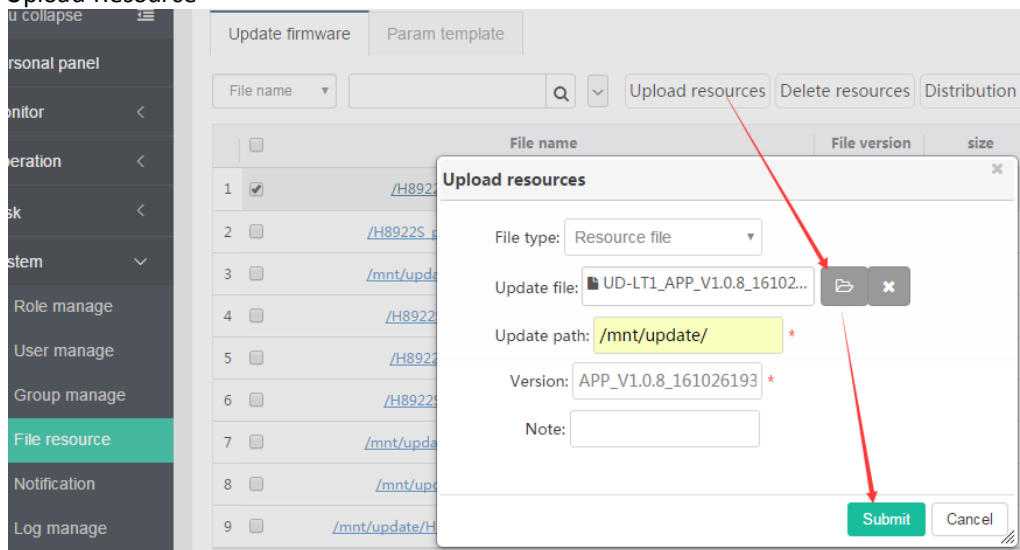 Upload Resource
u collapse
Update firmware Param template
rsonal panel
File name Upload resources Delete resources Distribution
onitor
File name File version size
eration
1 /H8922
Upload resources
sk
2 /H8922S p
File type: Resource file
stem
3 /mnt/upda
Update file: UD-LT1_APP_V1.0.8_16102...
Role manage
4 /H8922
Update path: /mnt/update/ *
User manage
5 /H8922
Version: APP_V1.0.8_161026193 *
Group manage
6 /H8922S
Note:
File resource
7 /mnt/upda
Notification
8 /mnt/upd
Log manage
9 /mnt/update/H
Submit Cancel